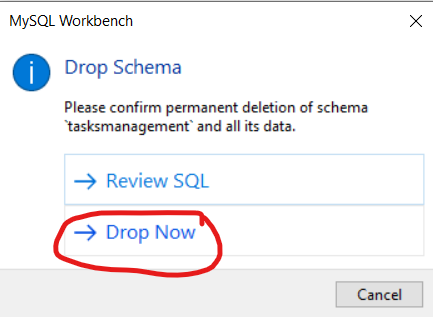 MySQL Workbench
Drop Schema
Please confirm permanent deletion of schema
`tasksmanagement` and all its data.
Review SQL
Drop Now
Cancel